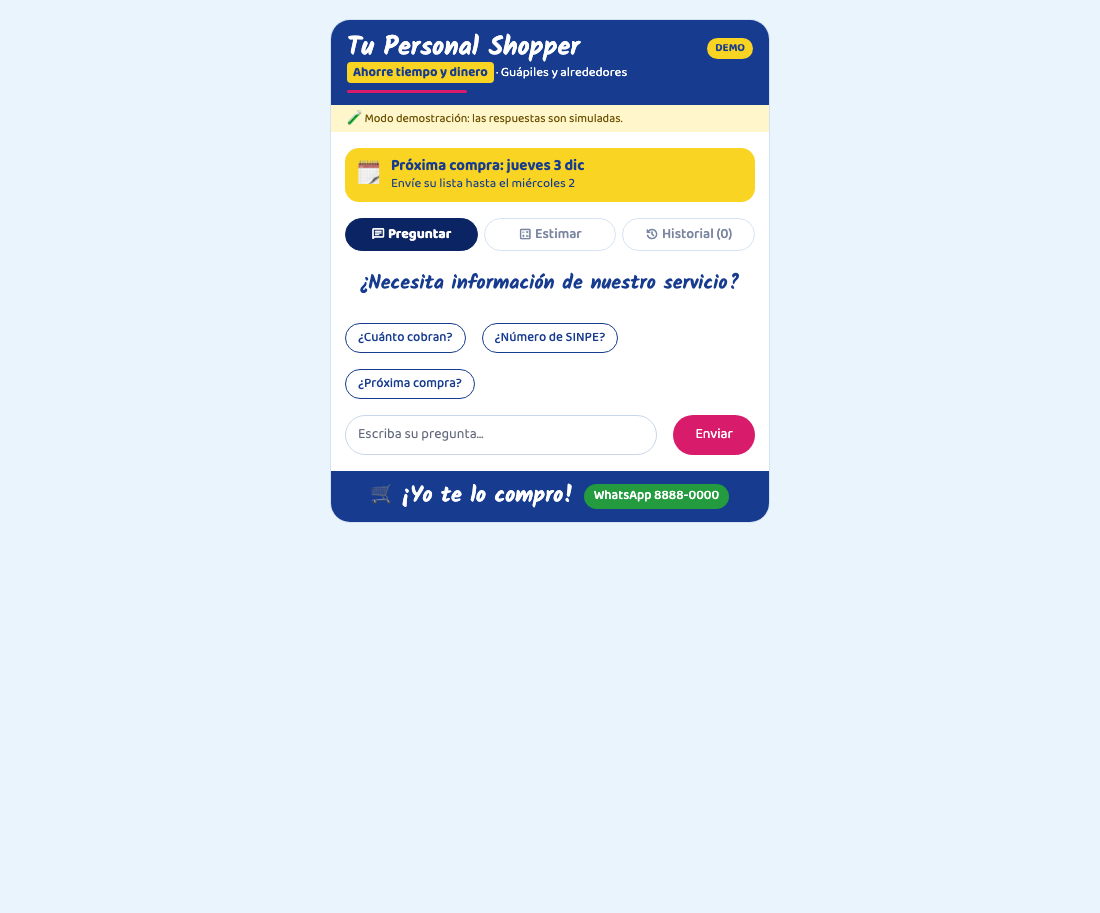 Tu Personal Shopper
DEMO
Ahorre tiempo y dinero · Guápiles y alrededores
Modo demostración: las respuestas son simuladas.
Próxima compra: jueves 3 dic
Envíe su lista hasta el miércoles 2
Preguntar
Estimar
Historial (0)
¿Necesita información de nuestro servicio?
¿Cuánto cobran?
¿Número de SINPE?
¿Próxima compra?
Escriba su pregunta...
Enviar
¡Yo te lo compro!
WhatsApp 8888-0000